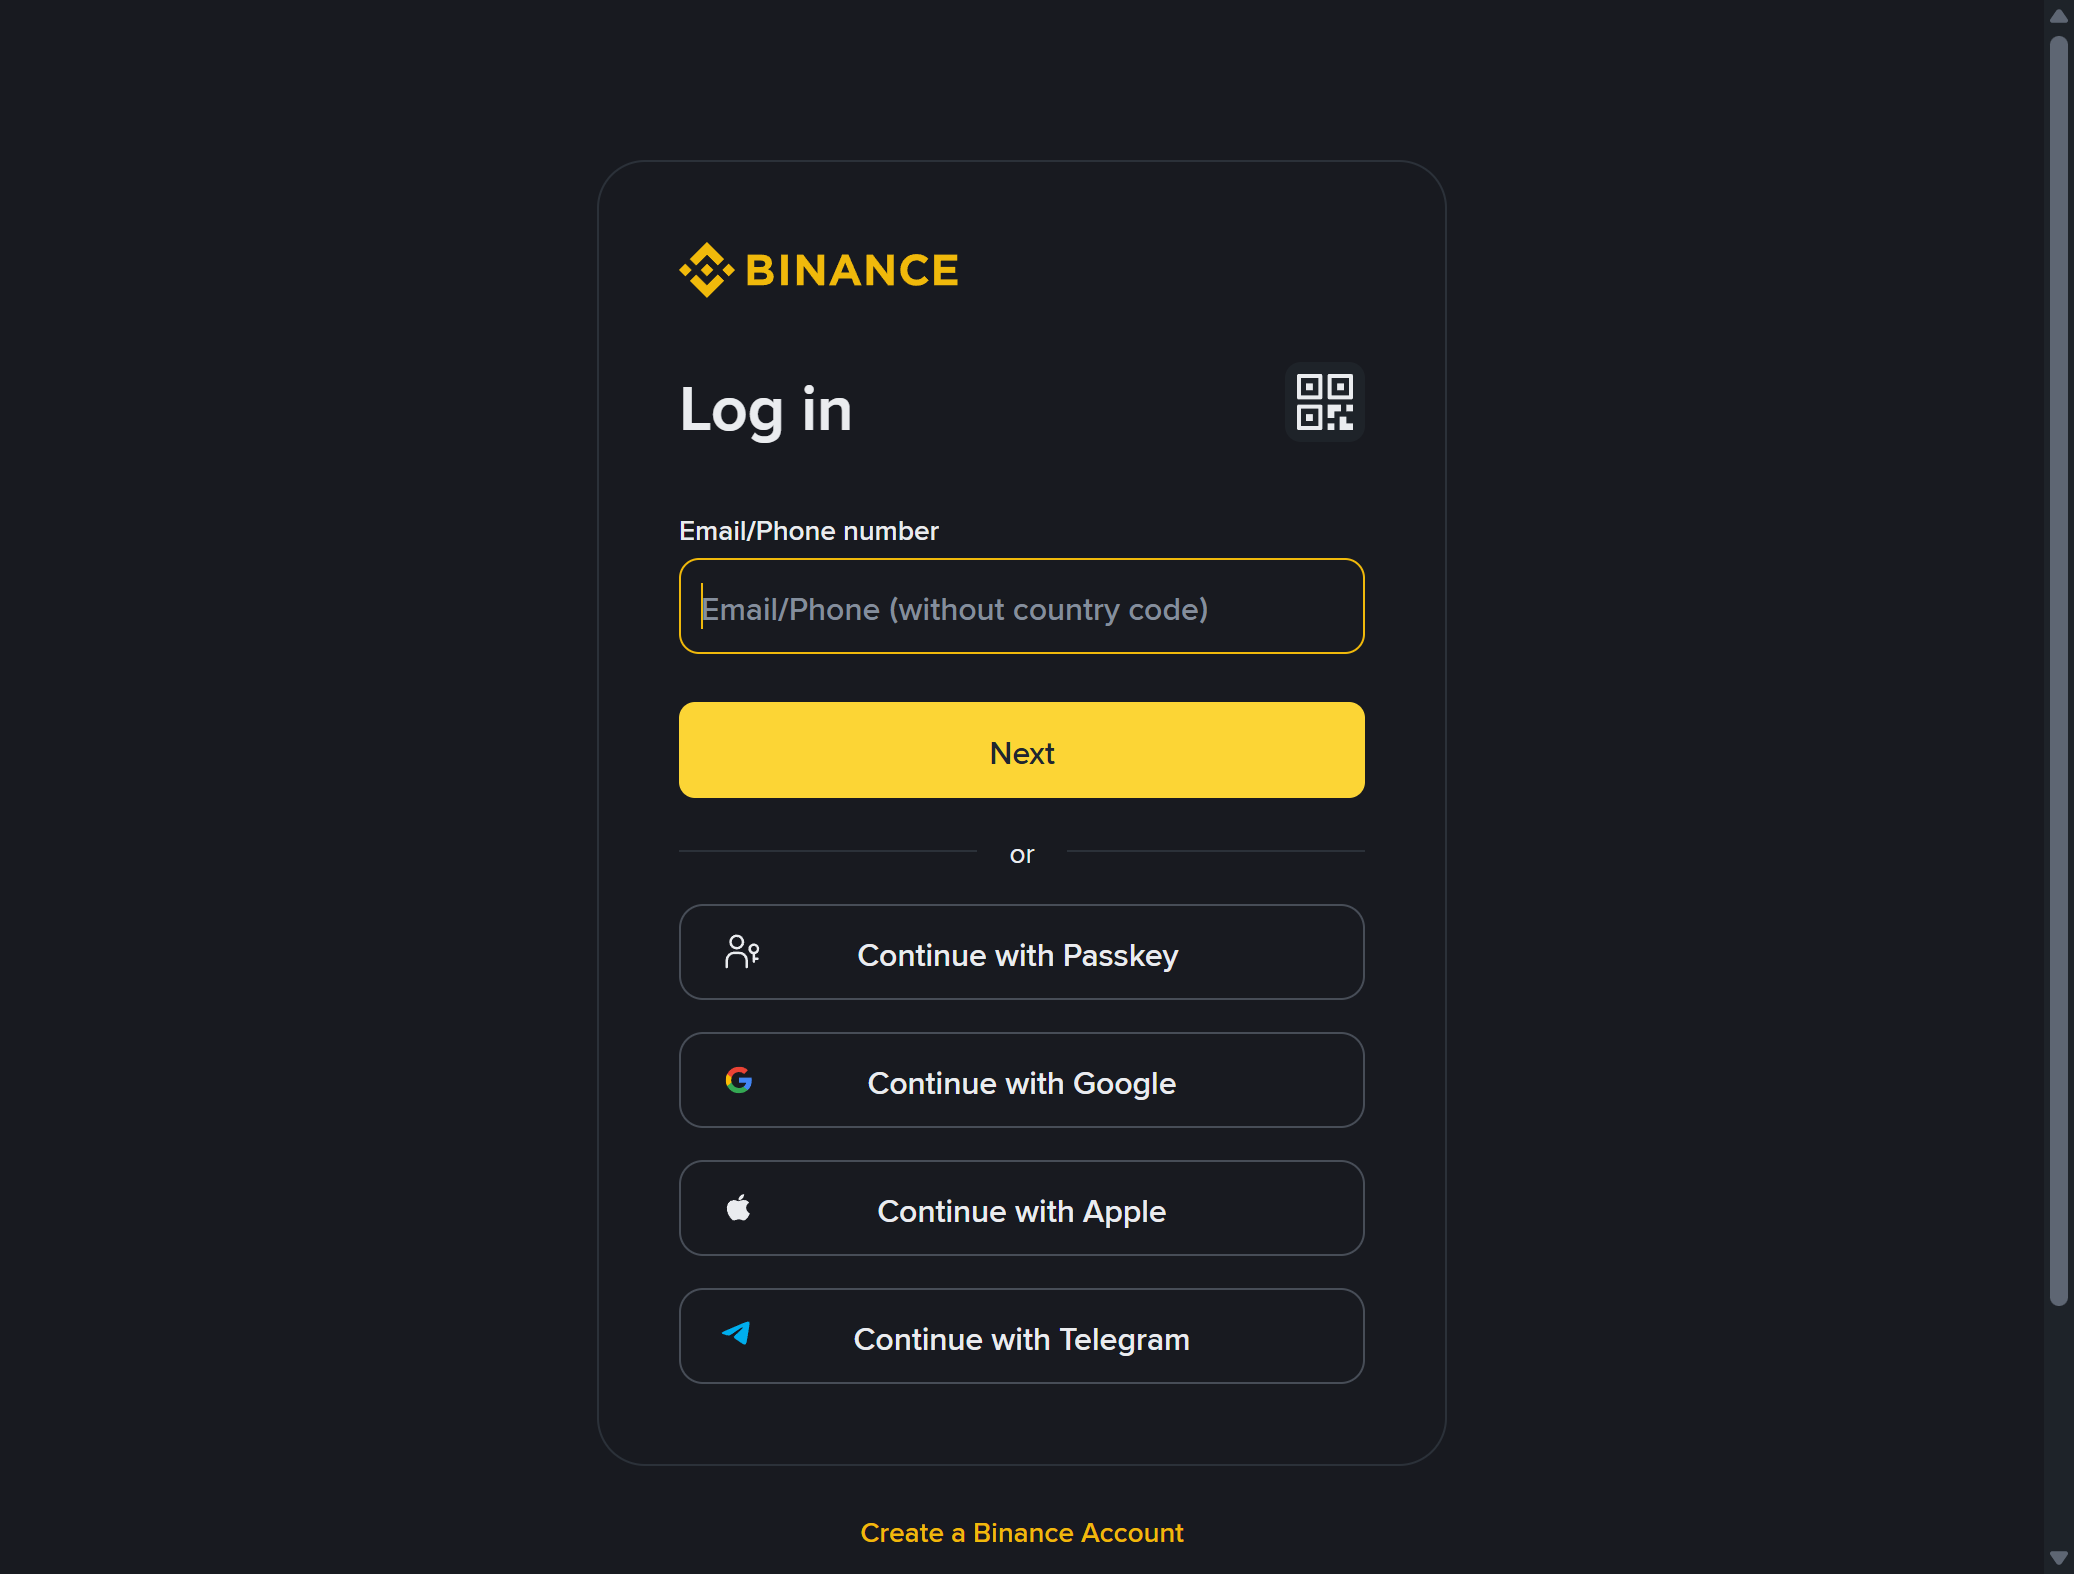 BINANCE
Log in
Email/Phone number
Email/Phone (without country code)
Next
or
Continue with Passkey
Continue with Google
Continue with Apple
Continue with Telegram
Create a Binance Account